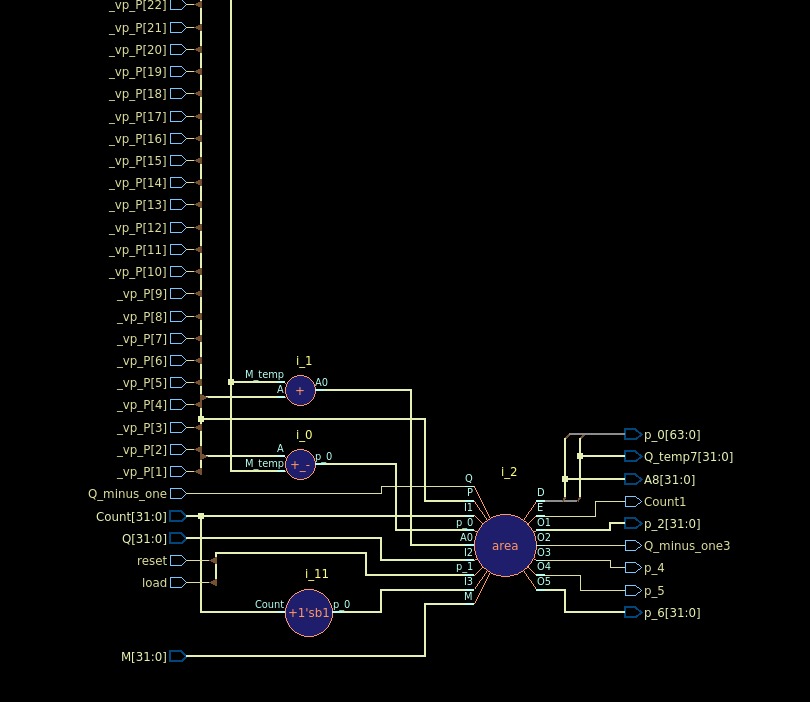 _vp_P[22]
_vp_P[21]
_vp_P[20]
_vp_P[19]
_vp_P[18]
_vp_P[17]
_vp_P[16]
_vp_P[15]
_vp_P[14]
_vp_P[13]
_vp_P[12]
_vp_P[11]
_vp_P[10]
_vp_P[9]
_vp_P[8]
_vp_P[7]
_vp_P[6]
_vp_P[5]
_vp_P[4]
_vp_P[3]
_vp_P[2]
_vp_P[1]
Q_minus_one
Count[31:0]
Q[31:0]
reset
load
M[31:0]
i_1
M_temp
A
+
A0
i_0
A
M_temp
+_-
p_0
i_11
Count
+1'sb1
p_0
i_2
Q
P
I1
p_0
A0
I2
p_1
I3
M
area
D
E
O1
O2
O3
O4
O5
p_0[63:0]
Q_temp7[31:0]
A8[31:0]
Count1
p_2[31:0]
Q_minus_one3
p_4
p_5
p_6[31:0]